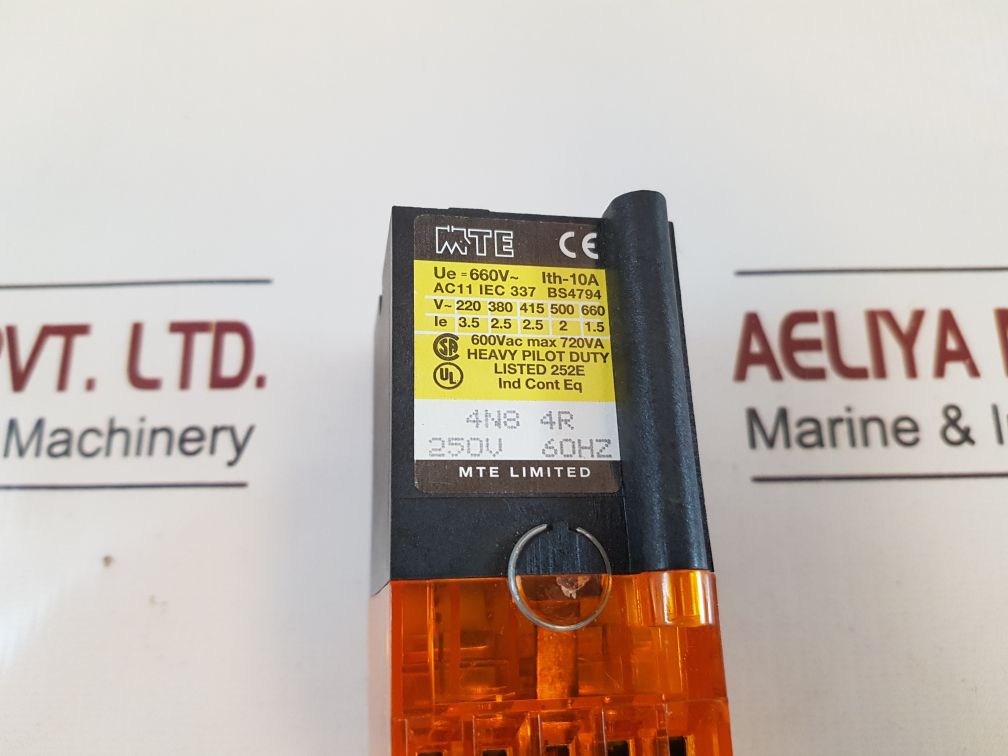 MTE CE
Ue = 660V~ Ith-10A
AC11 IEC 337 BS4794
V~ 220 380 415 500 660
Ie 3.5 2.5 2.5 2 1.5
600Vac max 720VA
HEAVY PILOT DUTY
LISTED 252E
Ind Cont Eq
SA
UL
4N8 4R
250V 60HZ
MTE LIMITED
PVT. LTD.
Machinery
AELIYA
Marine &